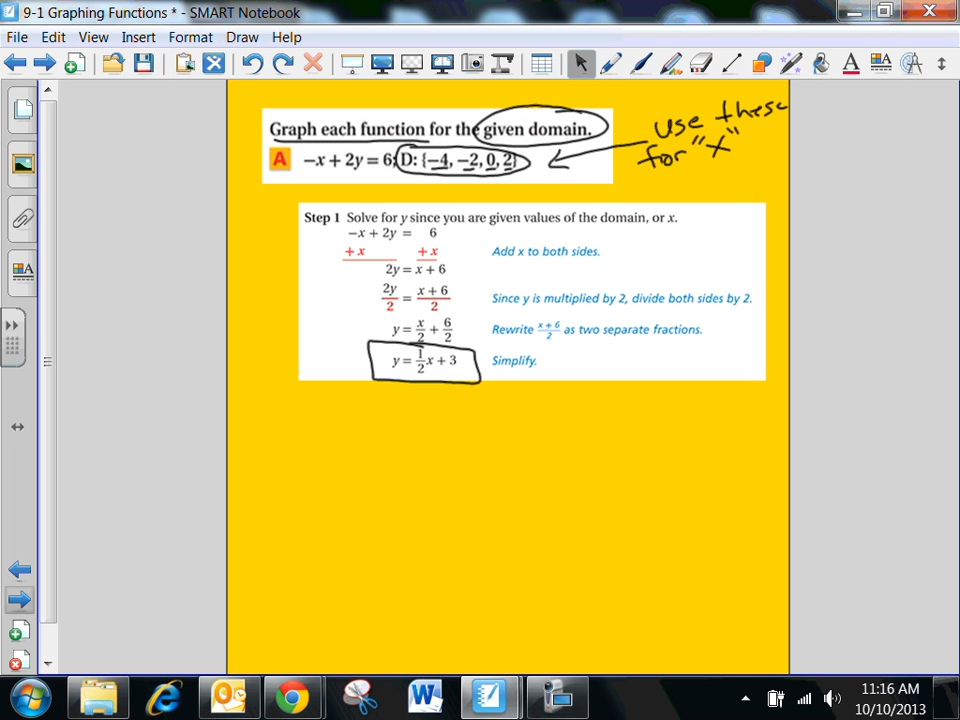 9-1 Graphing Functions * - SMART Notebook
File Edit View Insert Format Draw Help
Graph each function for the given domain.
A −x + 2y = 6; D: {−4, −2, 0, 2}
use these
for "x"
Step 1 Solve for y since you are given values of the domain, or x.
−x + 2y = 6
+x +x Add x to both sides.
2y = x + 6
2y/2 = x + 6/2 Since y is multiplied by 2, divide both sides by 2.
y = x/2 + 6/2 Rewrite x + 6/2 as two separate fractions.
y = 1/2x + 3 Simplify.
11:16 AM
10/10/2013